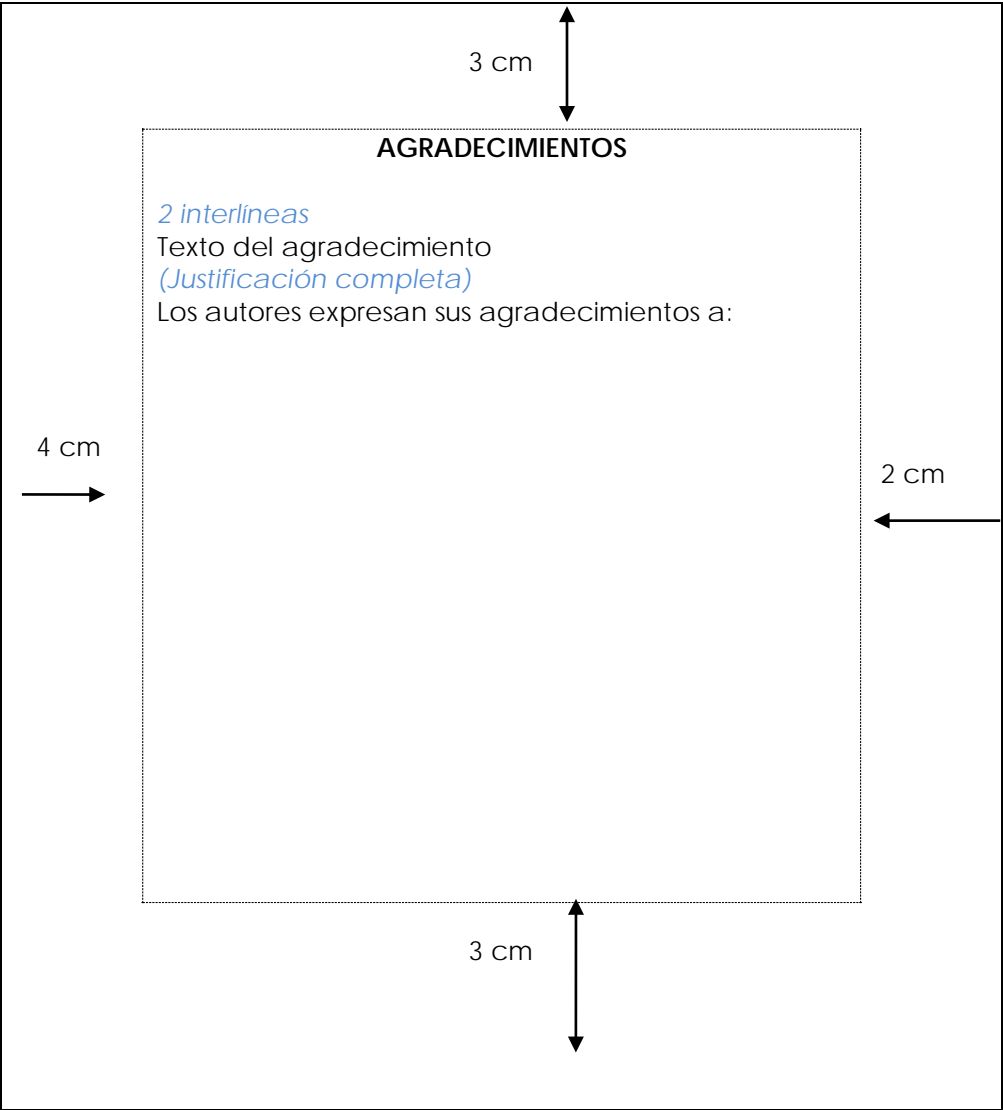 3 cm
AGRADECIMIENTOS
2 interlíneas
Texto del agradecimiento
(Justificación completa)
Los autores expresan sus agradecimientos a:
4 cm
2 cm
3 cm